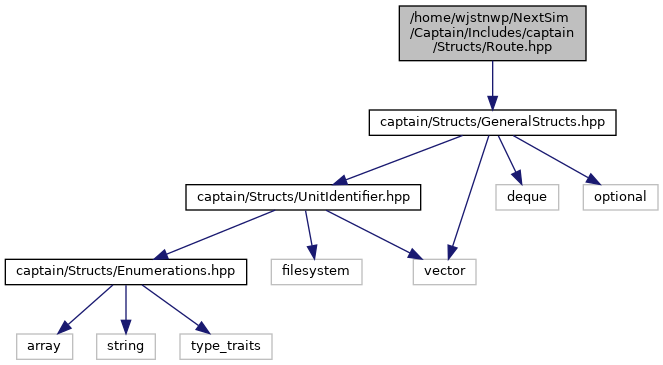 /home/wjstnwp/NextSim
/Captain/Includes/captain
/Structs/Route.hpp
captain/Structs/GeneralStructs.hpp
captain/Structs/UnitIdentifier.hpp
deque
optional
captain/Structs/Enumerations.hpp
filesystem
vector
array
string
type_traits